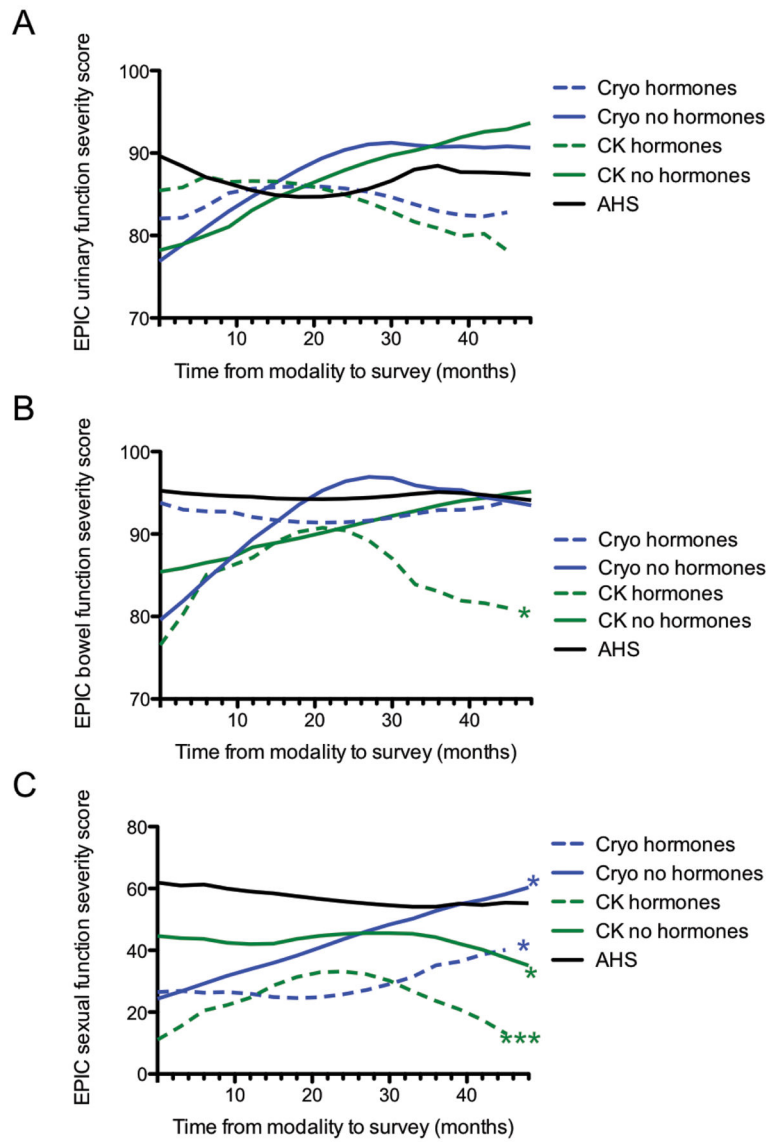 A
EPIC urinary function severity score
100
90
80
70
10 20 30 40
Time from modality to survey (months)
Cryo hormones
Cryo no hormones
CK hormones
CK no hormones
AHS
B
EPIC bowel function severity score
100
90
80
70
10 20 30 40
Time from modality to survey (months)
*
Cryo hormones
Cryo no hormones
CK hormones
CK no hormones
AHS
C
EPIC sexual function severity score
80
60
40
20
0
10 20 30 40
Time from modality to survey (months)
*
*
*
***
Cryo hormones
Cryo no hormones
CK hormones
CK no hormones
AHS